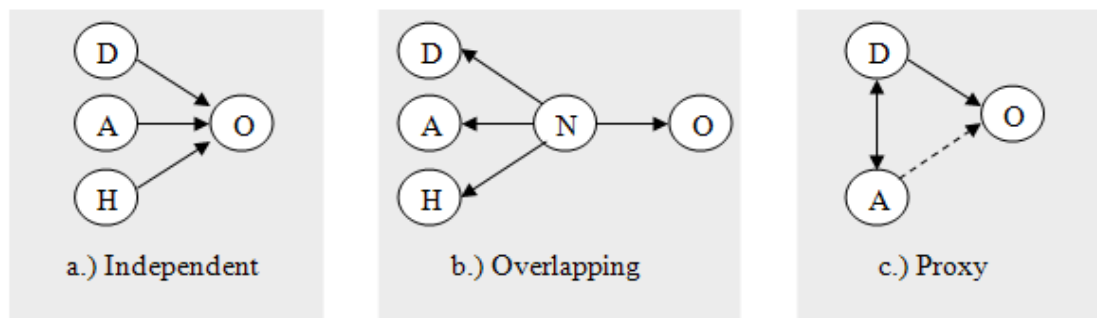 D
A
H
O
a.) Independent
D
A
H
N
O
b.) Overlapping
D
A
O
c.) Proxy